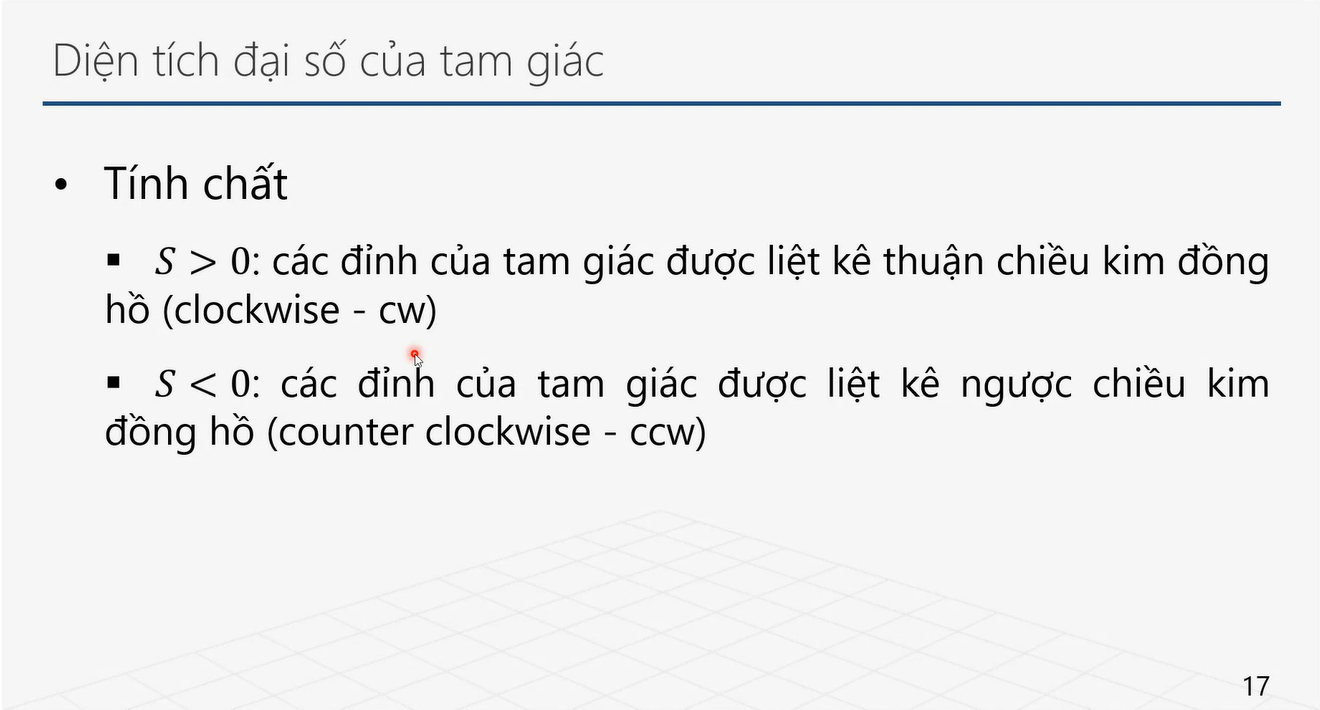 Diện tích đại số của tam giác
• Tính chất
▪ S > 0: các đỉnh của tam giác được liệt kê thuận chiều kim đồng
hồ (clockwise - cw)
▪ S < 0: các đỉnh của tam giác được liệt kê ngược chiều kim
đồng hồ (counter clockwise - ccw)
17